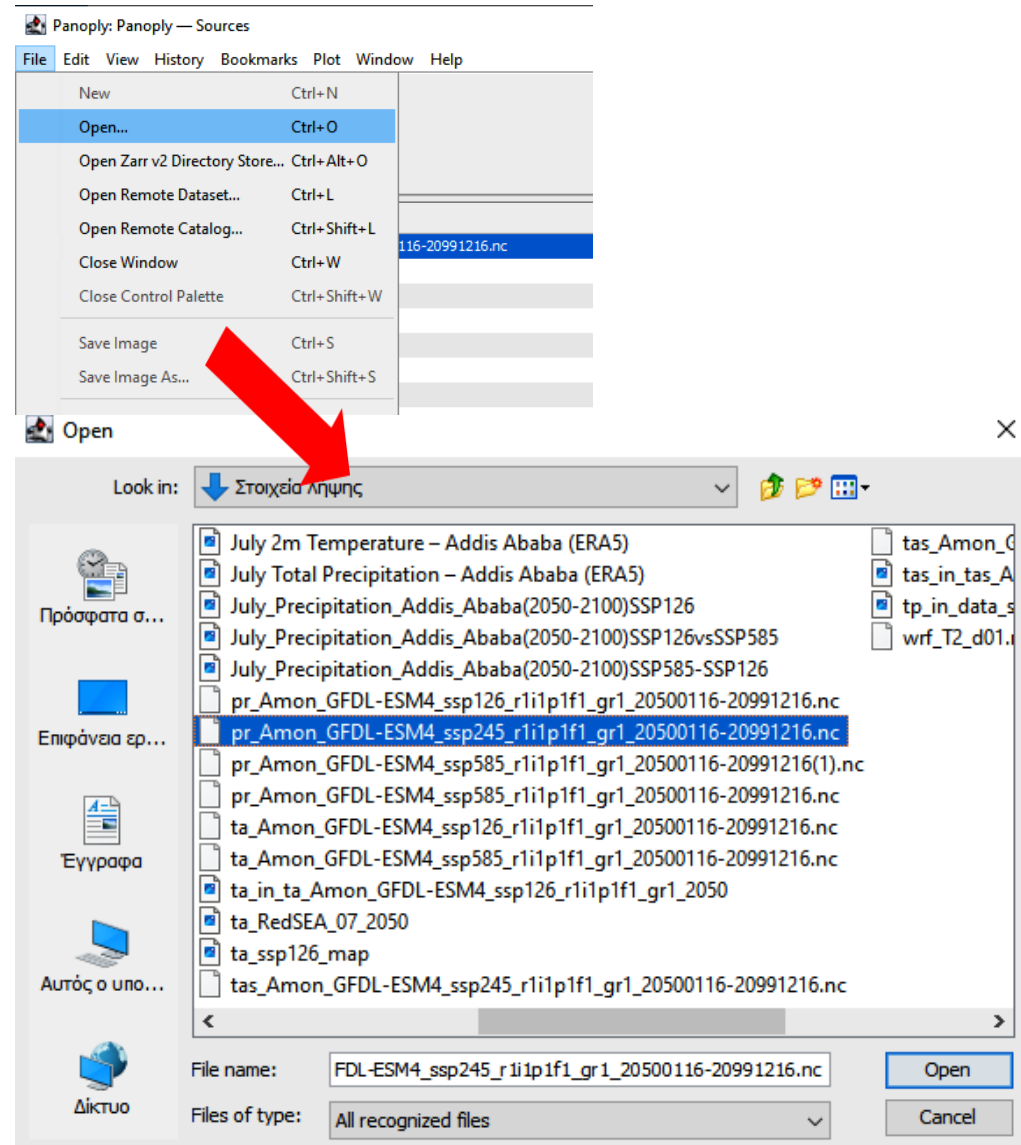 Panoply: Panoply — Sources
File Edit View History Bookmarks Plot Window Help
New Ctrl+N
Open... Ctrl+O
Open Zarr v2 Directory Store... Ctrl+Alt+O
Open Remote Dataset... Ctrl+L
Open Remote Catalog... Ctrl+Shift+L
116-20991216.nc
Close Window Ctrl+W
Close Control Palette Ctrl+Shift+W
Save Image Ctrl+S
Save Image As... Ctrl+Shift+S
Open
Look in: Στοιχεία λήψης
Πρόσφατα σ...
Επιφάνεια ερ...
Έγγραφα
Αυτός ο υπο...
Δίκτυο
July 2m Temperature – Addis Ababa (ERA5)
July Total Precipitation – Addis Ababa (ERA5)
July_Precipitation_Addis_Ababa(2050-2100)SSP126
July_Precipitation_Addis_Ababa(2050-2100)SSP126vsSSP585
July_Precipitation_Addis_Ababa(2050-2100)SSP585-SSP126
pr_Amon_GFDL-ESM4_ssp126_r1i1p1f1_gr1_20500116-20991216.nc
pr_Amon_GFDL-ESM4_ssp245_r1i1p1f1_gr1_20500116-20991216.nc
pr_Amon_GFDL-ESM4_ssp585_r1i1p1f1_gr1_20500116-20991216(1).nc
pr_Amon_GFDL-ESM4_ssp585_r1i1p1f1_gr1_20500116-20991216.nc
ta_Amon_GFDL-ESM4_ssp126_r1i1p1f1_gr1_20500116-20991216.nc
ta_Amon_GFDL-ESM4_ssp585_r1i1p1f1_gr1_20500116-20991216.nc
ta_in_ta_Amon_GFDL-ESM4_ssp126_r1i1p1f1_gr1_2050
ta_RedSEA_07_2050
ta_ssp126_map
tas_Amon_GFDL-ESM4_ssp245_r1i1p1f1_gr1_20500116-20991216.nc
tas_Amon_G
tas_in_tas_A
tp_in_data_s
wrf_T2_d01.
File name: FDL-ESM4_ssp245_r1i1p1f1_gr1_20500116-20991216.nc Open
Files of type: All recognized files Cancel